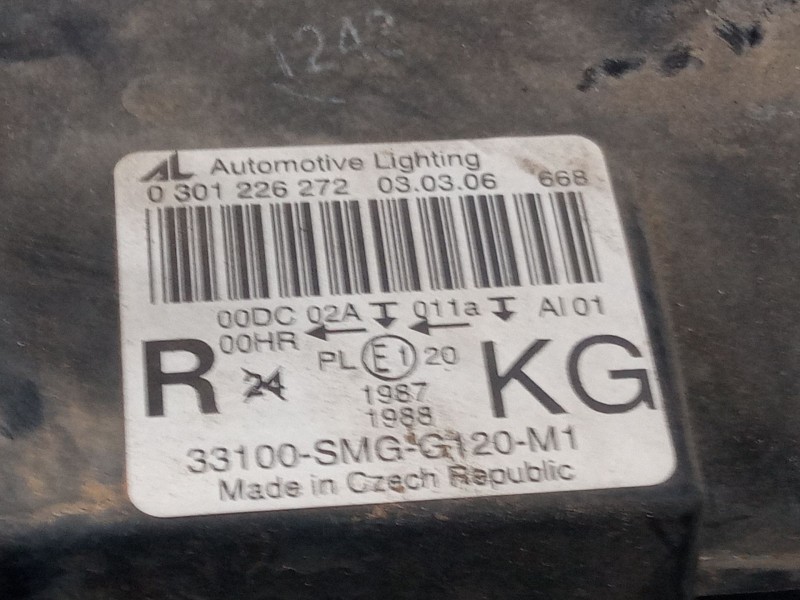 1243
AL Automotive Lighting
0 301 226 272 03.03.06 668
00DC 02A 011a AI 01
00HR
R 24 PL E1 20 KG
1987
1988
33100-SMG-G120-M1
Made in Czech Republic